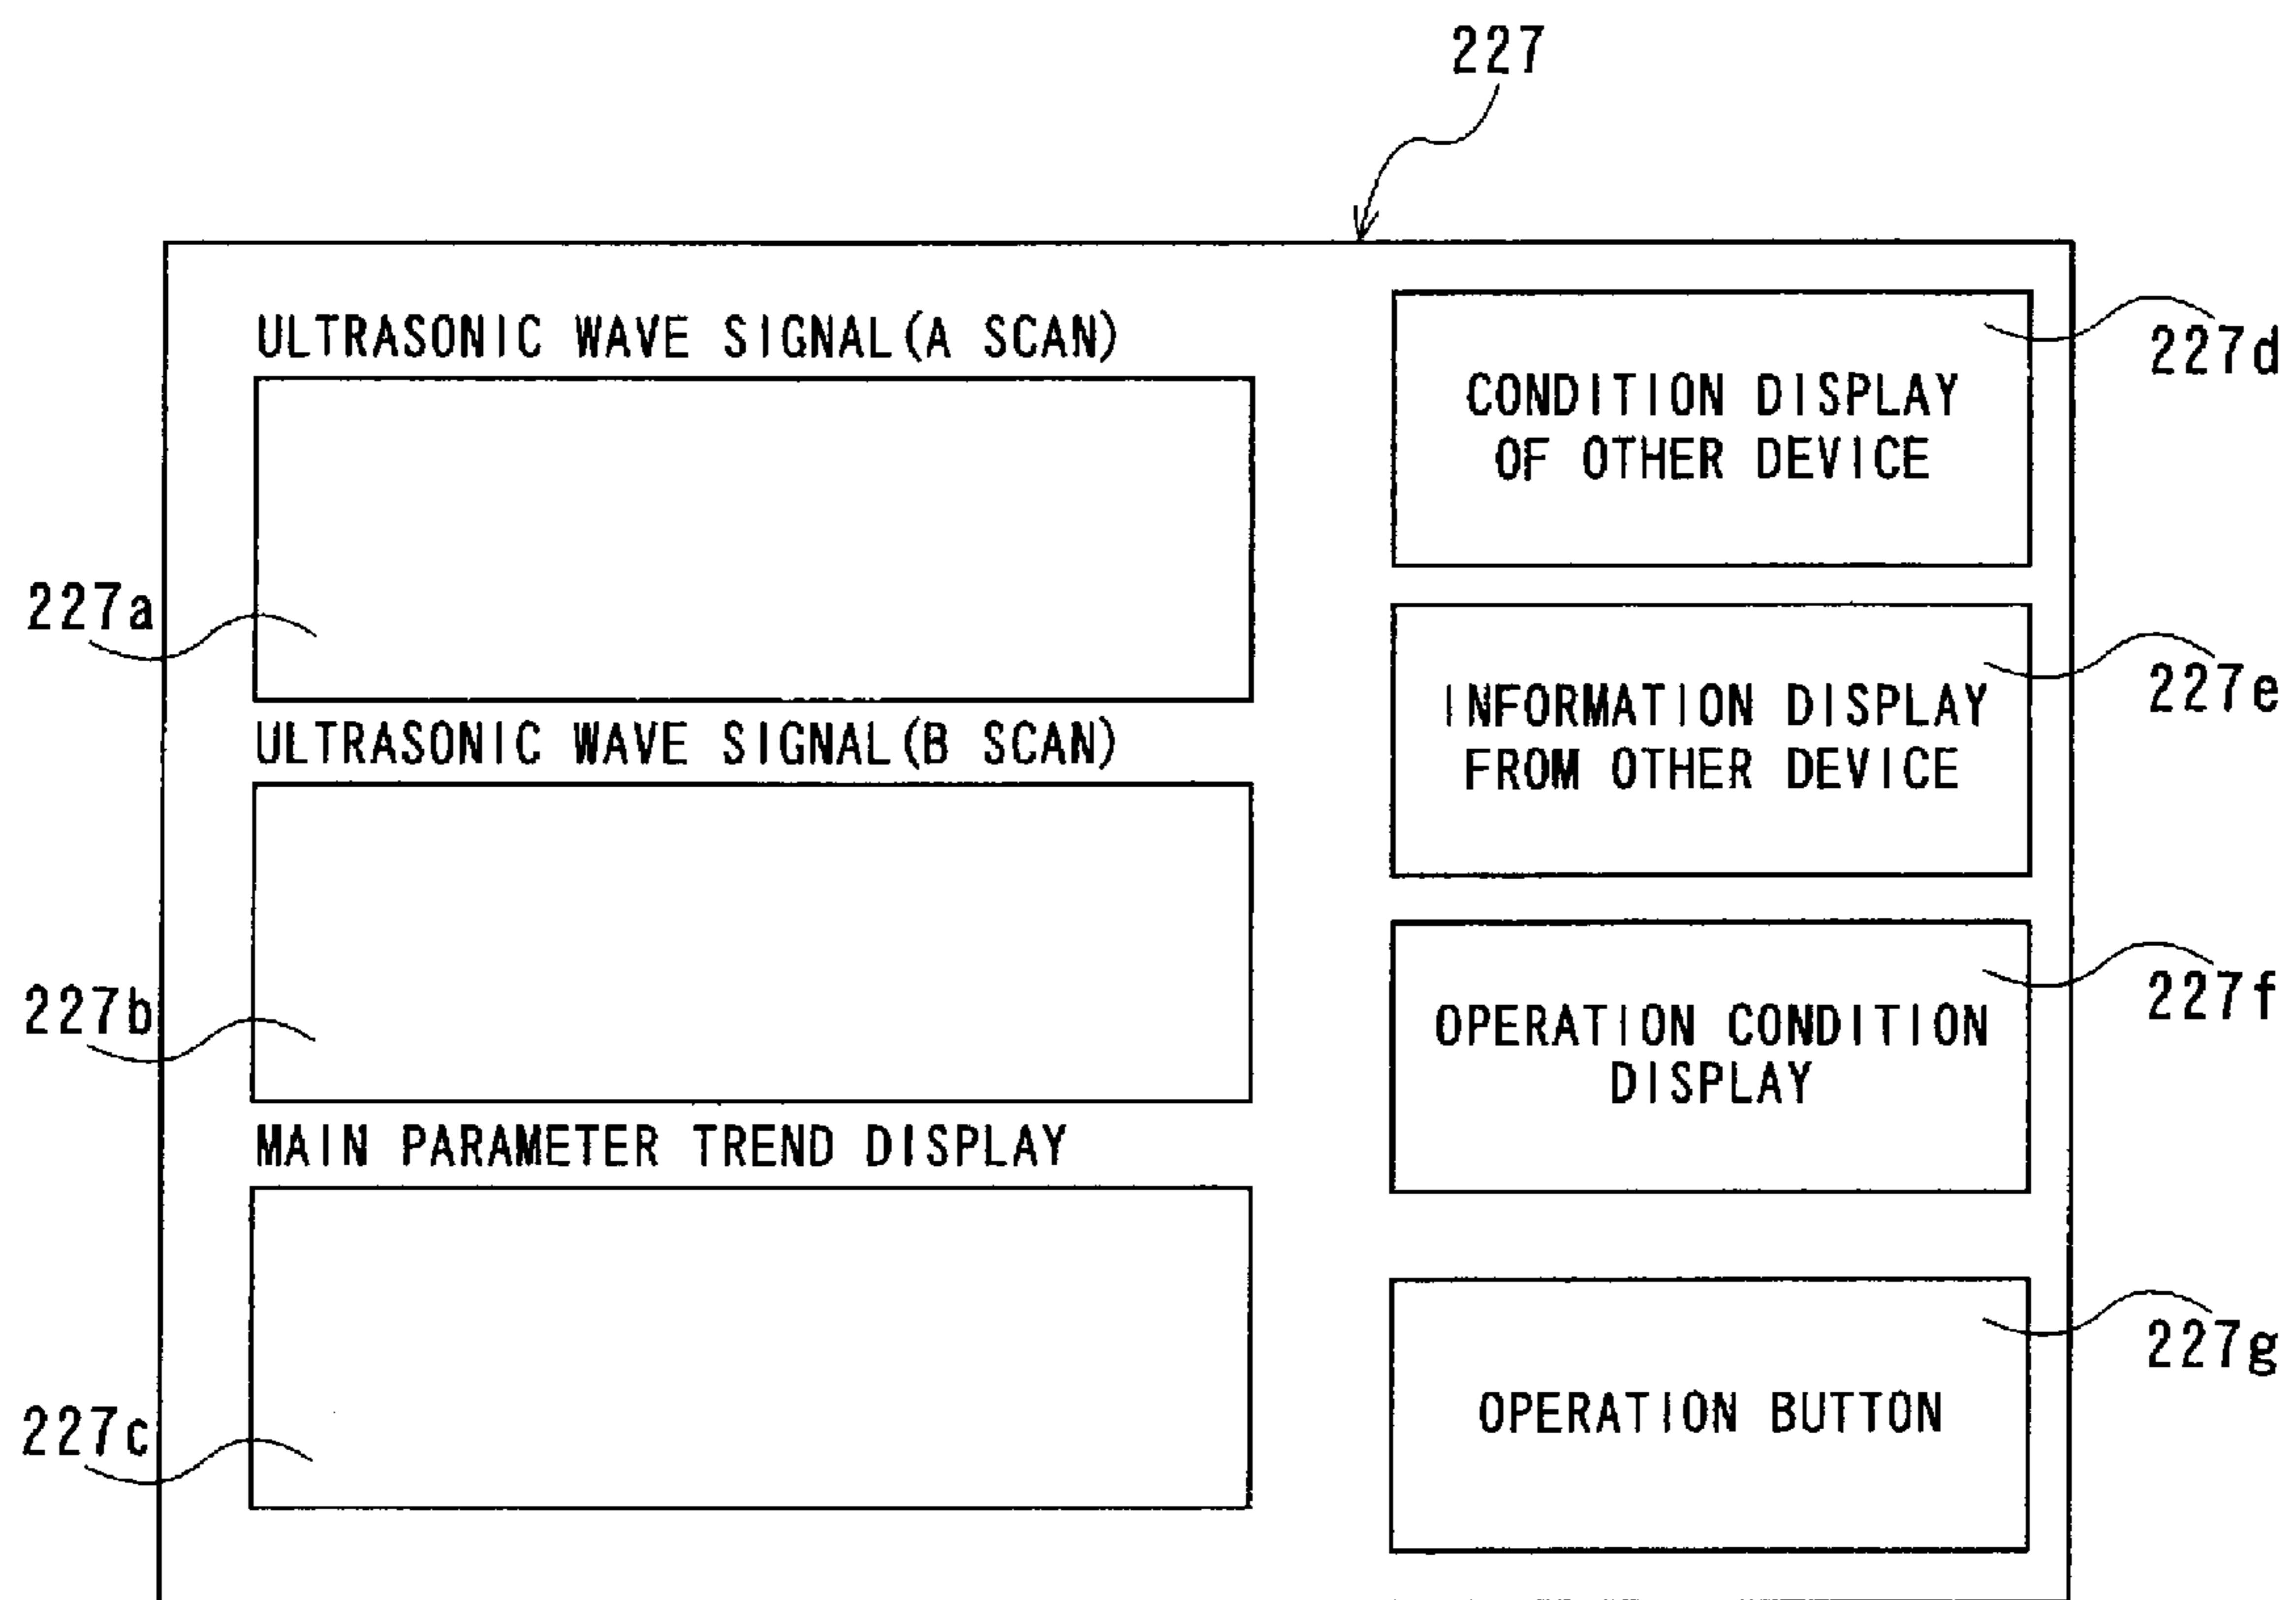 227
ULTRASONIC WAVE SIGNAL(A SCAN)
227a
ULTRASONIC WAVE SIGNAL(B SCAN)
227b
MAIN PARAMETER TREND DISPLAY
227c
CONDITION DISPLAY
OF OTHER DEVICE
227d
INFORMATION DISPLAY
FROM OTHER DEVICE
227e
OPERATION CONDITION
DISPLAY
227f
OPERATION BUTTON
227g